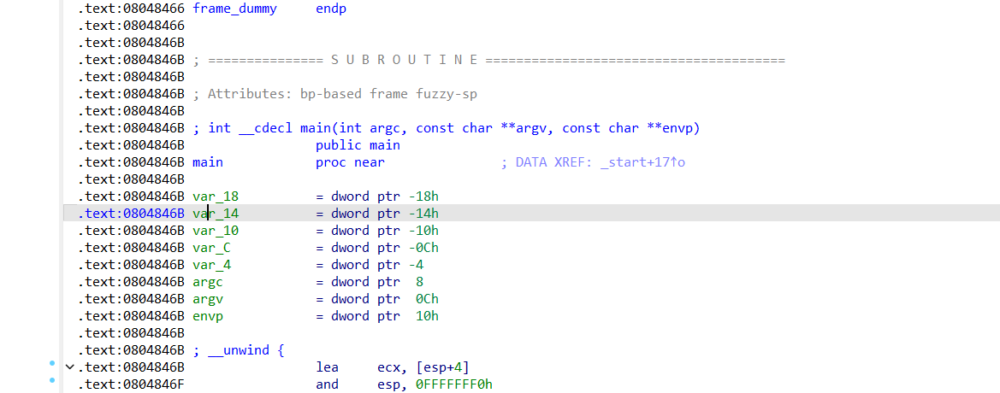 .text:08048466 frame_dummy     endp
.text:08048466
.text:0804846B
.text:0804846B ; =============== S U B R O U T I N E =======================================
.text:0804846B
.text:0804846B ; Attributes: bp-based frame fuzzy-sp
.text:0804846B
.text:0804846B ; int __cdecl main(int argc, const char **argv, const char **envp)
.text:0804846B                 public main
.text:0804846B main            proc near               ; DATA XREF: _start+17↑o
.text:0804846B
.text:0804846B var_18          = dword ptr -18h
.text:0804846B var_14          = dword ptr -14h
.text:0804846B var_10          = dword ptr -10h
.text:0804846B var_C           = dword ptr -0Ch
.text:0804846B var_4           = dword ptr -4
.text:0804846B argc            = dword ptr  8
.text:0804846B argv            = dword ptr  0Ch
.text:0804846B envp            = dword ptr  10h
.text:0804846B
.text:0804846B ; __unwind {
.text:0804846B                 lea     ecx, [esp+4]
.text:0804846F                 and     esp, 0FFFFFFF0h